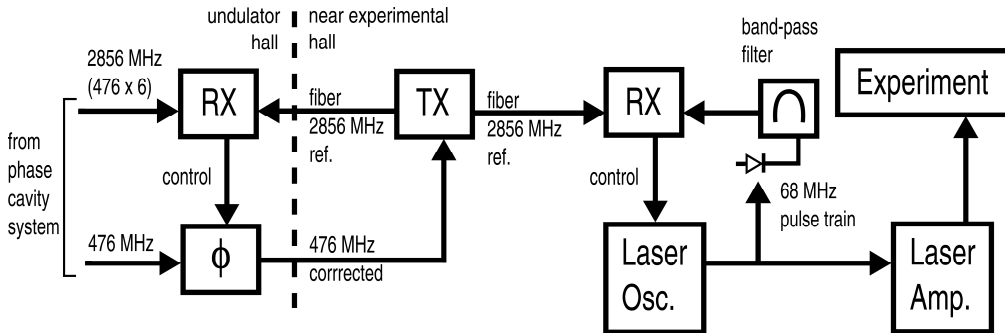 undulator
hall
near experimental
hall
2856 MHz
(476 x 6)
RX
fiber
2856 MHz
ref.
TX
fiber
2856 MHz
ref.
RX
band-pass
filter
Experiment
from
phase
cavity
system
control
control
68 MHz
pulse train
476 MHz
ϕ
476 MHz
corrrected
Laser
Osc.
Laser
Amp.